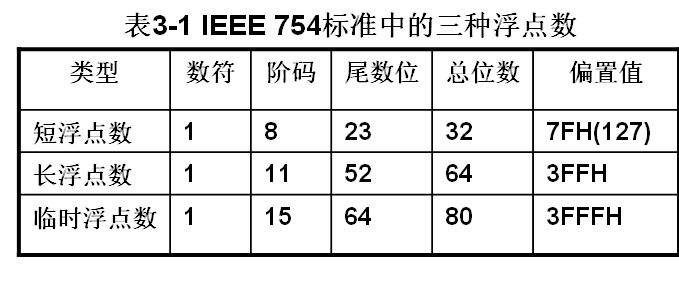 表3-1 IEEE 754标准中的三种浮点数
类型 数符 阶码 尾数位 总位数 偏置值
短浮点数 1 8 23 32 7FH(127)
长浮点数 1 11 52 64 3FFH
临时浮点数 1 15 64 80 3FFFH